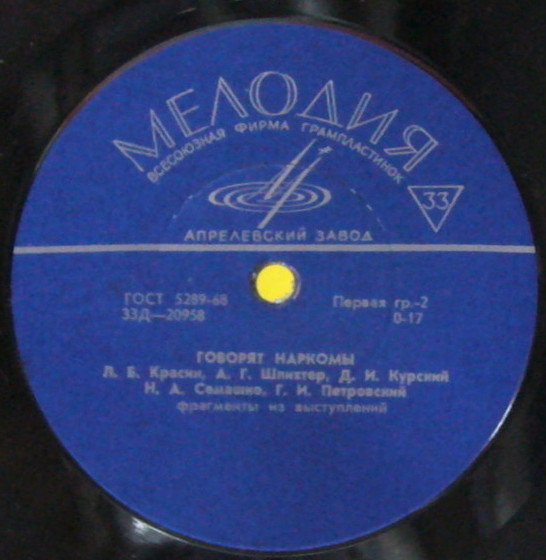 МЕЛОДИЯ
ВСЕСОЮЗНАЯ ФИРМА ГРАМПЛАСТИНОК
33
АПРЕЛЕВСКИЙ ЗАВОД
ГОСТ 5289-68 Первая гр.-2
33Д—20958 0-17
ГОВОРЯТ НАРКОМЫ
Л. Б. Красин, А. Г. Шлихтер, Д. И. Курский
Н. А. Семашко, Г. И. Петровский
фрагменты из выступлений